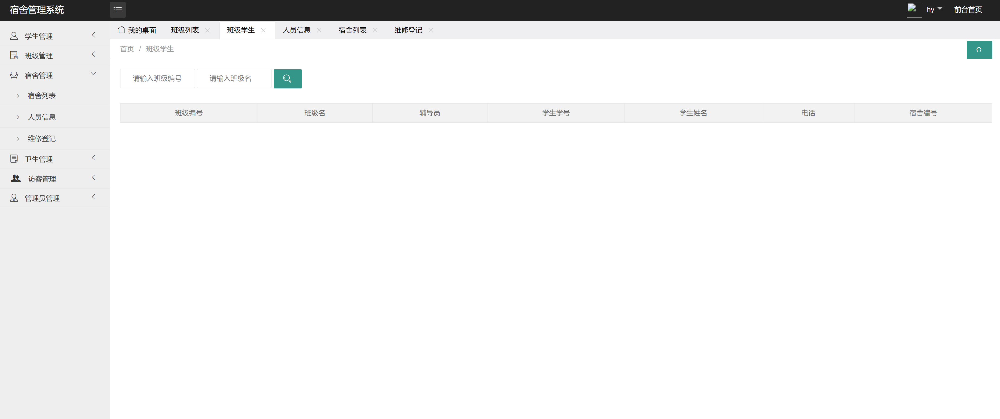 宿舍管理系统
hy 前台首页
我的桌面 班级列表 班级学生 人员信息 宿舍列表 维修登记
首页 / 班级学生
学生管理
班级管理
宿舍管理
宿舍列表
人员信息
维修登记
卫生管理
访客管理
管理员管理
请输入班级编号 请输入班级名
班级编号 班级名 辅导员 学生学号 学生姓名 电话 宿舍编号